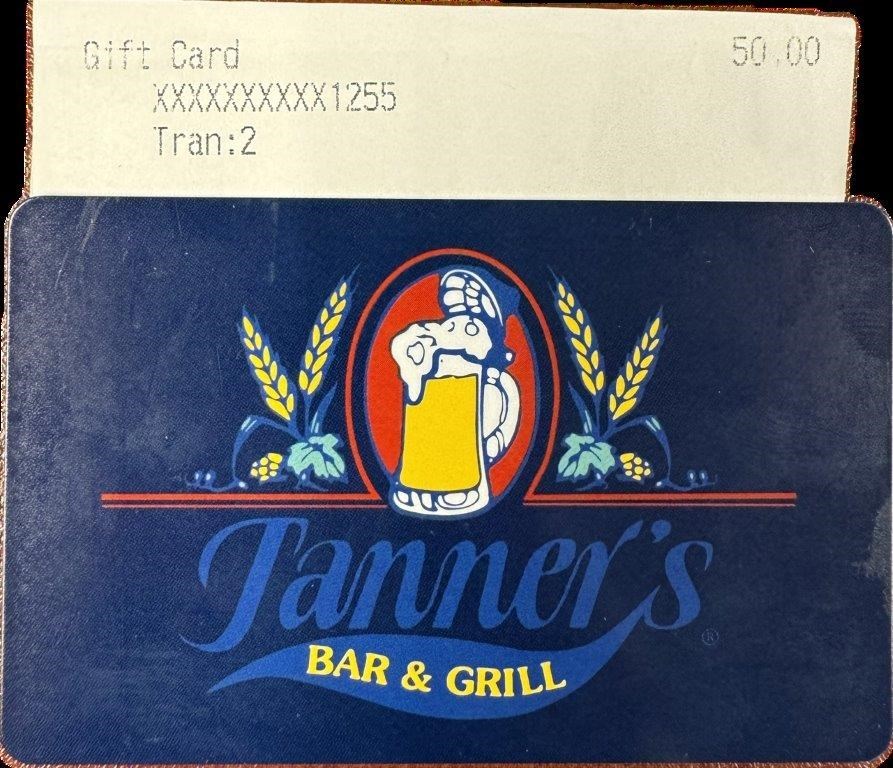 Gift Card 50.00
XXXXXXXXXX1255
Tran:2
Tanner's
®
BAR & GRILL